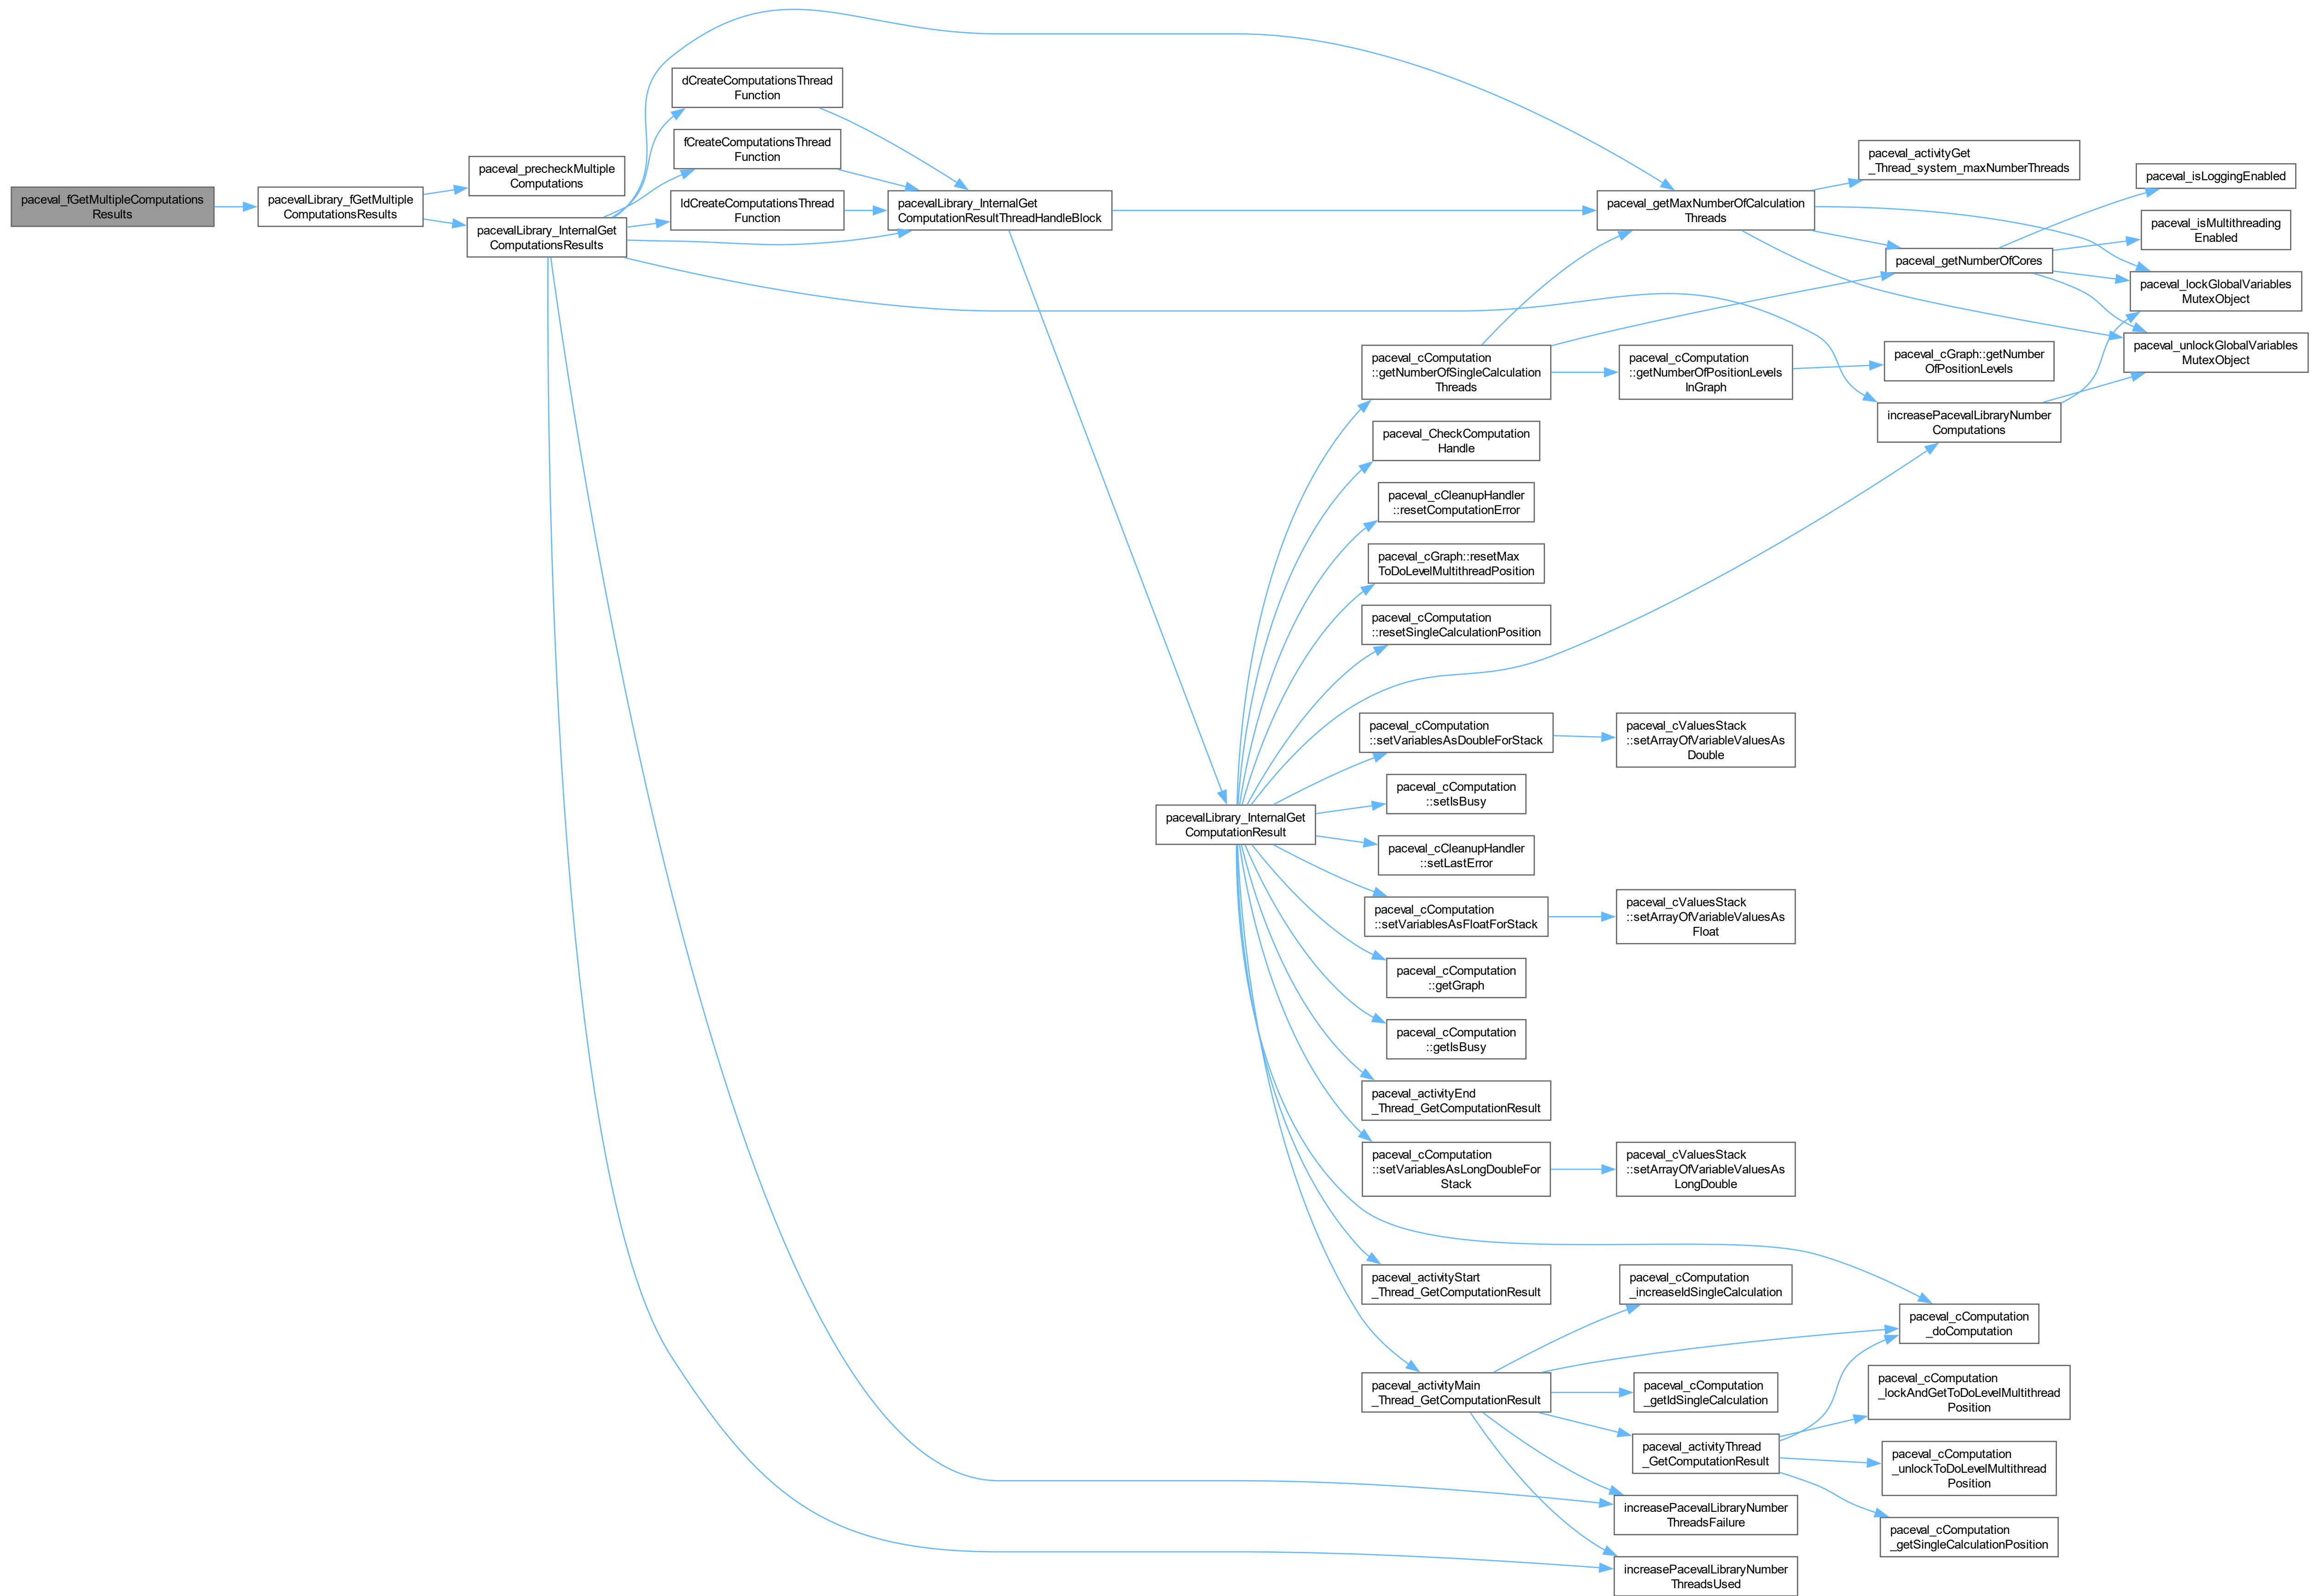 paceval_fGetMultipleComputations
Results
pacevalLibrary_fGetMultiple
ComputationsResults
paceval_precheckMultiple
Computations
pacevalLibrary_InternalGet
ComputationsResults
dCreateComputationsThread
Function
fCreateComputationsThread
Function
ldCreateComputationsThread
Function
pacevalLibrary_InternalGet
ComputationResultThreadHandleBlock
pacevalLibrary_InternalGet
ComputationResult
paceval_cComputation
::getNumberOfSingleCalculation
Threads
paceval_CheckComputation
Handle
paceval_cCleanupHandler
::resetComputationError
paceval_cGraph::resetMax
ToDoLevelMultithreadPosition
paceval_cComputation
::resetSingleCalculationPosition
paceval_cComputation
::setVariablesAsDoubleForStack
paceval_cComputation
::setIsBusy
paceval_cCleanupHandler
::setLastError
paceval_cComputation
::setVariablesAsFloatForStack
paceval_cComputation
::getGraph
paceval_cComputation
::getIsBusy
paceval_activityEnd
_Thread_GetComputationResult
paceval_cComputation
::setVariablesAsLongDoubleFor
Stack
paceval_activityStart
_Thread_GetComputationResult
paceval_activityMain
_Thread_GetComputationResult
paceval_getMaxNumberOfCalculation
Threads
paceval_cComputation
::getNumberOfPositionLevels
InGraph
paceval_cValuesStack
::setArrayOfVariableValuesAs
Double
paceval_cValuesStack
::setArrayOfVariableValuesAs
Float
paceval_cValuesStack
::setArrayOfVariableValuesAs
LongDouble
paceval_cComputation
_increaseIdSingleCalculation
paceval_cComputation
_getIdSingleCalculation
paceval_activityThread
_GetComputationResult
increasePacevalLibraryNumber
ThreadsFailure
increasePacevalLibraryNumber
ThreadsUsed
paceval_activityGet
_Thread_system_maxNumberThreads
paceval_getNumberOfCores
paceval_cGraph::getNumber
OfPositionLevels
increasePacevalLibraryNumber
Computations
paceval_cComputation
_doComputation
paceval_cComputation
_lockAndGetToDoLevelMultithread
Position
paceval_cComputation
_unlockToDoLevelMultithread
Position
paceval_cComputation
_getSingleCalculationPosition
paceval_isLoggingEnabled
paceval_isMultithreading
Enabled
paceval_lockGlobalVariables
MutexObject
paceval_unlockGlobalVariables
MutexObject